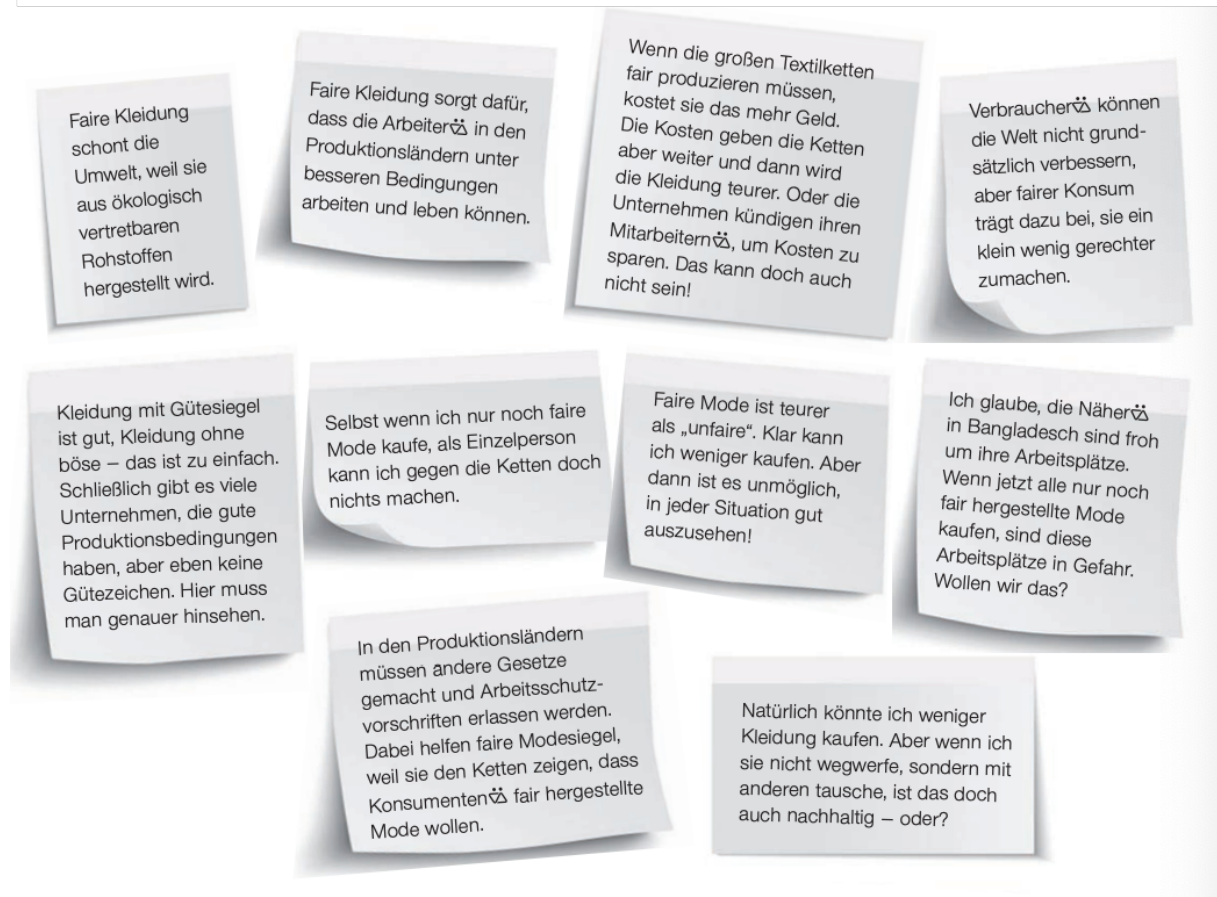 Faire Kleidung
schont die
Umwelt, weil sie
aus ökologisch
vertretbaren
Rohstoffen
hergestellt wird.
Faire Kleidung sorgt dafür,
dass die Arbeiter in den
Produktionsländern unter
besseren Bedingungen
arbeiten und leben können.
Wenn die großen Textilketten
fair produzieren müssen,
kostet sie das mehr Geld.
Die Kosten geben die Ketten
aber weiter und dann wird
die Kleidung teurer. Oder die
Unternehmen kündigen ihren
Mitarbeitern, um Kosten zu
sparen. Das kann doch auch
nicht sein!
Verbraucher können
die Welt nicht grund-
sätzlich verbessern,
aber fairer Konsum
trägt dazu bei, sie ein
klein wenig gerechter
zumachen.
Kleidung mit Gütesiegel
ist gut, Kleidung ohne
böse – das ist zu einfach.
Schließlich gibt es viele
Unternehmen, die gute
Produktionsbedingungen
haben, aber eben keine
Gütezeichen. Hier muss
man genauer hinsehen.
Selbst wenn ich nur noch faire
Mode kaufe, als Einzelperson
kann ich gegen die Ketten doch
nichts machen.
Faire Mode ist teurer
als „unfaire“. Klar kann
ich weniger kaufen. Aber
dann ist es unmöglich,
in jeder Situation gut
auszusehen!
Ich glaube, die Näher
in Bangladesch sind froh
um ihre Arbeitsplätze.
Wenn jetzt alle nur noch
fair hergestellte Mode
kaufen, sind diese
Arbeitsplätze in Gefahr.
Wollen wir das?
In den Produktionsländern
müssen andere Gesetze
gemacht und Arbeitsschutz-
vorschriften erlassen werden.
Dabei helfen faire Modesiegel,
weil sie den Ketten zeigen, dass
Konsumenten fair hergestellte
Mode wollen.
Natürlich könnte ich weniger
Kleidung kaufen. Aber wenn ich
sie nicht wegwerfe, sondern mit
anderen tausche, ist das doch
auch nachhaltig – oder?